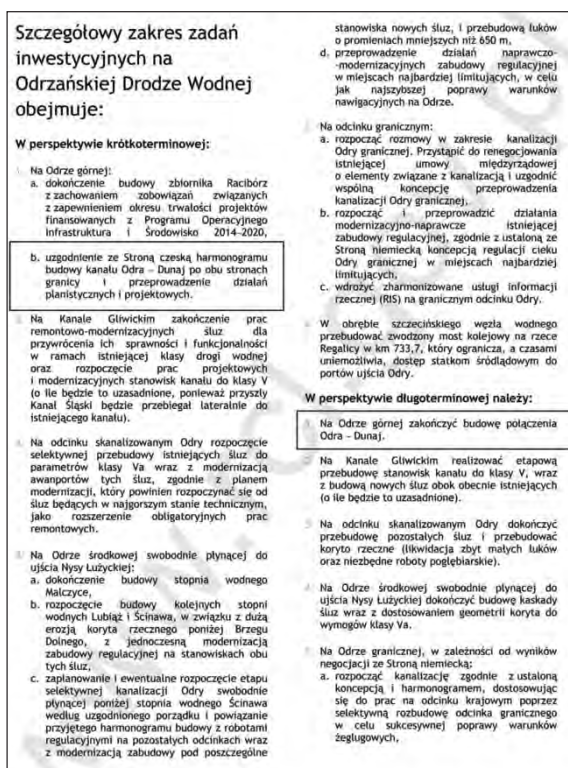 Szczegółowy zakres zadań
inwestycyjnych na
Odrzańskiej Drodze Wodnej
obejmuje:
W perspektywie krótkoterminowej:
1. Na Odrze górnej:
a. dokończenie budowy zbiornika Racibórz
z zachowaniem zobowiązań związanych
z zapewnieniem okresu trwałości projektów
finansowanych z Programu Operacyjnego
Infrastruktura i Środowisko 2014-2020,
b. uzgodnienie ze Stroną czeską harmonogramu
budowy kanału Odra – Dunaj po obu stronach
granicy i przeprowadzenie działań
planistycznych i projektowych.
Na Kanale Gliwickim zakończenie prac
remontowo-modernizacyjnych śluz dla
przywrócenia ich sprawności i funkcjonalności
w ramach istniejącej klasy drogi wodnej
oraz rozpoczęcie prac projektowych
i modernizacyjnych stanowisk kanału do klasy V
(o ile będzie to uzasadnione, ponieważ przyszły
Kanał Śląski będzie przebiegał lateralnie do
istniejącego kanału).
Na odcinku skanalizowanym Odry rozpoczęcie
selektywnej przebudowy istniejących śluz do
parametrów klasy Va wraz z modernizacją
awanportów tych śluz, zgodnie z planem
modernizacji, który powinien rozpoczynać się od
śluz będących w najgorszym stanie technicznym,
jako rozszerzenie obligatoryjnych prac
remontowych.
Na Odrze środkowej swobodnie płynącej do
ujścia Nysy Łużyckiej:
a. dokończenie budowy stopnia wodnego
Malczyce,
b. rozpoczęcie budowy kolejnych stopni
wodnych Lubiąż i Ścinawa, w związku z dużą
erozją koryta rzecznego poniżej Brzegu
Dolnego, z jednoczesną modernizacją
zabudowy regulacyjnej na stanowiskach obu
tych śluz,
c. zaplanowanie i ewentualne rozpoczęcie etapu
selektywnej kanalizacji Odry swobodnie
płynącej poniżej stopnia wodnego Ścinawa
według uzgodnionego porządku i powiązanie
przyjętego harmonogramu budowy z robotami
regulacyjnymi na pozostałych odcinkach wraz
z modernizacją zabudowy pod poszczególne
stanowiska nowych śluz, i przebudową łuków
o promieniach mniejszych niż 650 m,
d. przeprowadzenie działań naprawczo-
-modernizacyjnych zabudowy regulacyjnej
w miejscach najbardziej limitujących, w celu
jak najszybszej poprawy warunków
nawigacyjnych na Odrze.
Na odcinku granicznym:
a. rozpocząć rozmowy w zakresie kanalizacji
Odry granicznej. Przystąpić do renegocjowania
istniejącej umowy międzyrządowej
o elementy związane z kanalizacją i uzgodnić
wspólną koncepcję przeprowadzenia
kanalizacji Odry granicznej,
b. rozpocząć i przeprowadzić działania
modernizacyjno-naprawcze istniejącej
zabudowy regulacyjnej, zgodnie z ustaloną ze
Stroną niemiecką koncepcją regulacji cieku
Odry granicznej w miejscach najbardziej
limitujących,
c. wdrożyć zharmonizowane usługi informacji
rzecznej (RIS) na granicznym odcinku Odry.
W obrębie szczecińskiego węzła wodnego
przebudować zwodzony most kolejowy na rzece
Regalicy w km 733,7, który ogranicza, a czasami
uniemożliwia, dostęp statkom śródlądowym do
portów ujścia Odry.
W perspektywie długoterminowej należy:
1. Na Odrze górnej zakończyć budowę połączenia
Odra – Dunaj.
Na Kanale Gliwickim realizować etapową
przebudowę stanowisk kanału do klasy V, wraz
z budową nowych śluz obok obecnie istniejących
(o ile będzie to uzasadnione).
Na odcinku skanalizowanym Odry dokończyć
przebudowę pozostałych śluz i przebudować
koryto rzeczne (likwidacja zbyt małych łuków
oraz niezbędne roboty pogłębiarskie).
Na Odrze środkowej swobodnie płynącej do
ujścia Nysy Łużyckiej dokończyć budowę kaskady
śluz wraz z dostosowaniem geometrii koryta do
wymogów klasy Va.
Na Odrze granicznej, w zależności od wyników
negocjacji ze Stroną niemiecką:
a. rozpocząć kanalizację zgodnie z ustaloną
koncepcją i harmonogramem, dostosowując
się do prac na odcinku krajowym poprzez
selektywną rozbudowę odcinka granicznego
w celu sukcesywnej poprawy warunków
żeglugowych,